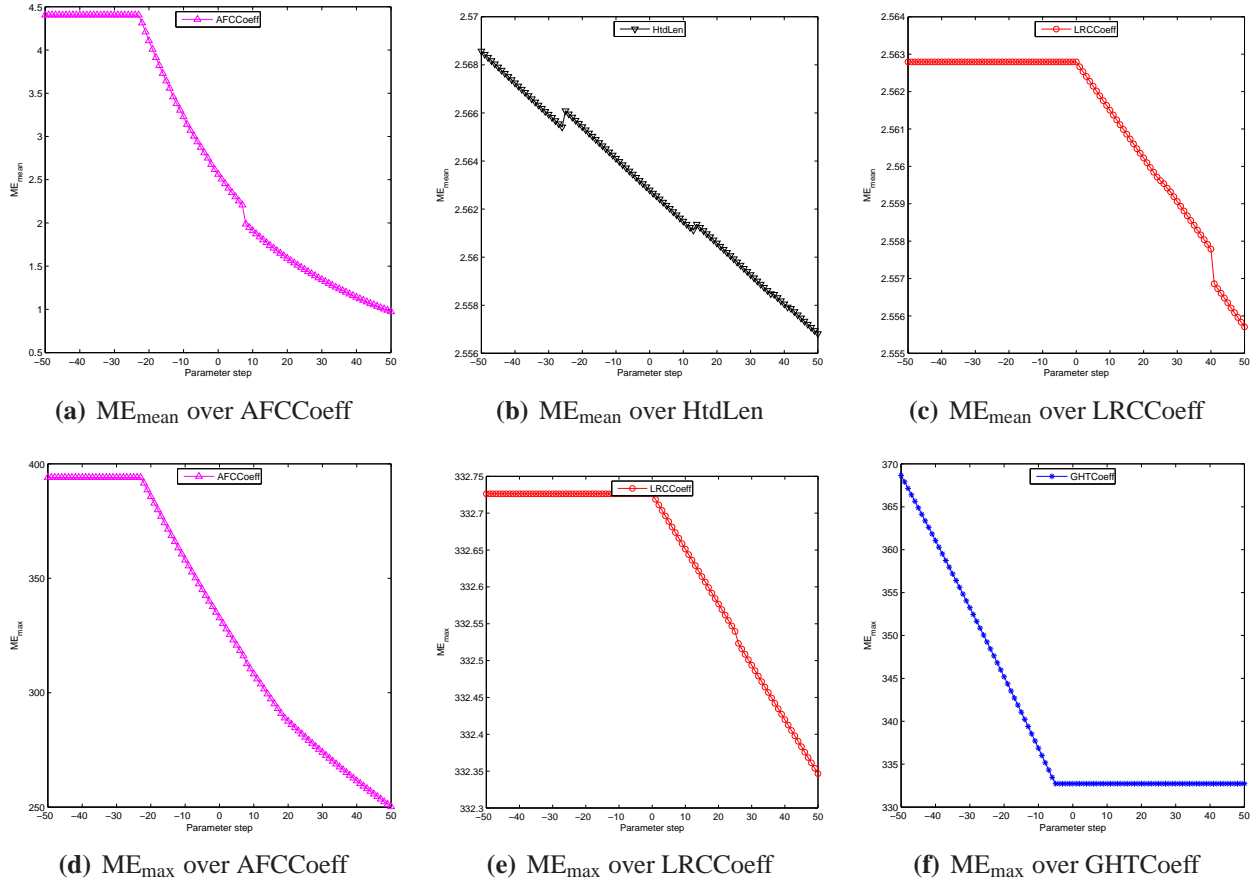 4.5
4
3.5
3
2.5
2
1.5
1
0.5
ME_mean
AFCCoeff
−50 −40 −30 −20 −10 0 10 20 30 40 50
Parameter step
(a) ME_mean over AFCCoeff
2.57
2.568
2.566
2.564
2.562
2.56
2.558
2.556
ME_mean
HtdLen
−50 −40 −30 −20 −10 0 10 20 30 40 50
Parameter step
(b) ME_mean over HtdLen
2.564
2.563
2.562
2.561
2.56
2.559
2.558
2.557
2.556
2.555
ME_mean
LRCCoeff
−50 −40 −30 −20 −10 0 10 20 30 40 50
Parameter step
(c) ME_mean over LRCCoeff
400
350
300
250
ME_max
AFCCoeff
−50 −40 −30 −20 −10 0 10 20 30 40 50
Parameter step
(d) ME_max over AFCCoeff
332.75
332.7
332.65
332.6
332.55
332.5
332.45
332.4
332.35
332.3
ME_max
LRCCoeff
−50 −40 −30 −20 −10 0 10 20 30 40 50
Parameter step
(e) ME_max over LRCCoeff
370
365
360
355
350
345
340
335
330
ME_max
GHTCoeff
−50 −40 −30 −20 −10 0 10 20 30 40 50
Parameter step
(f) ME_max over GHTCoeff